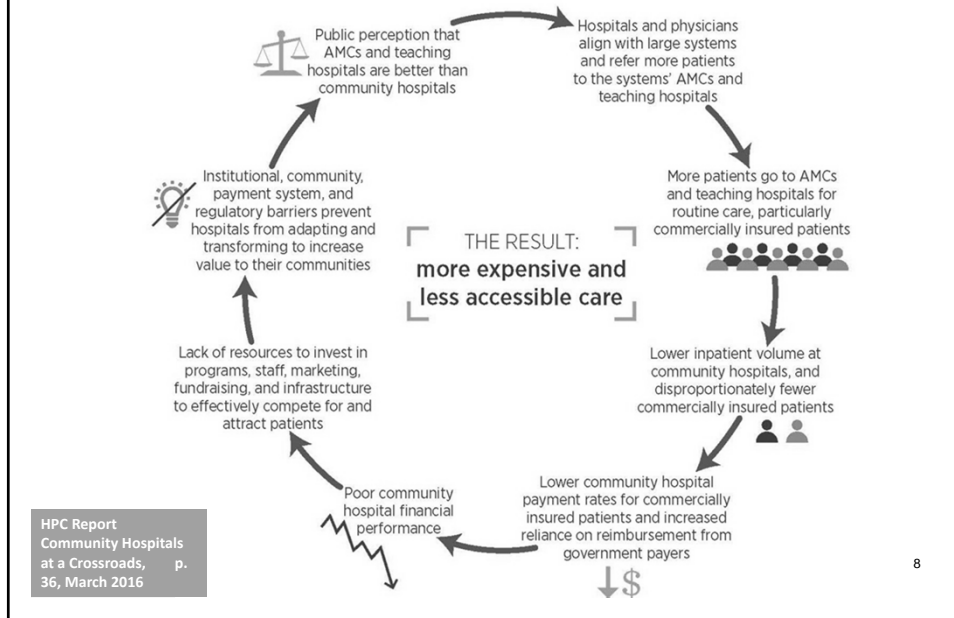 Public perception that
AMCs and teaching
hospitals are better than
community hospitals
Hospitals and physicians
align with large systems
and refer more patients
to the systems' AMCs and
teaching hospitals
More patients go to AMCs
and teaching hospitals for
routine care, particularly
commercially insured patients
Lower inpatient volume at
community hospitals, and
disproportionately fewer
commercially insured patients
Lower community hospital
payment rates for commercially
insured patients and increased
reliance on reimbursement from
government payers
$
Poor community
hospital financial
performance
Lack of resources to invest in
programs, staff, marketing,
fundraising, and infrastructure
to effectively compete for and
attract patients
Institutional, community,
payment system, and
regulatory barriers prevent
hospitals from adapting and
transforming to increase
value to their communities
THE RESULT:
more expensive and
less accessible care
HPC Report
Community Hospitals
at a Crossroads, p.
36, March 2016
8